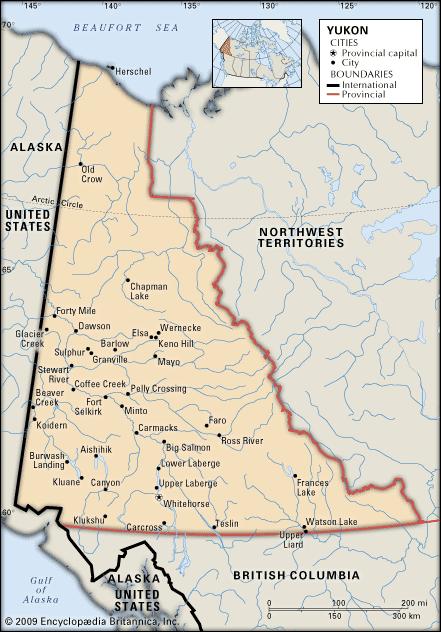 135°
130°
125°
120°
70°
BEAUFORT SEA
YUKON
CITIES
Provincial capital
City
BOUNDARIES
International
Provincial
Herschel
ALASKA
Old
Crow
Arctic Circle
UNITED
STATES
NORTHWEST
TERRITORIES
65°
Chapman
Lake
Forty Mile
Dawson
Glacier
Creek
Elsa
Wernecke
Keno Hill
Barlow
Sulphur
Granville
Mayo
Stewart
River
Coffee Creek
Pelly Crossing
Beaver
Creek
Fort
Selkirk
Minto
Koidern
Carmacks
Faro
Ross River
Big Salmon
Burwash
Landing
Aishihik
Lower Laberge
Kluane
Canyon
Upper Laberge
Frances
Lake
Whitehorse
60°
Klukshu
Carcross
Teslin
Watson Lake
Upper
Liard
Gulf
of
Alaska
ALASKA
UNITED
STATES
BRITISH COLUMBIA
0 100 200 mi
0 150 300 km
© 2009 Encyclopædia Britannica, Inc.